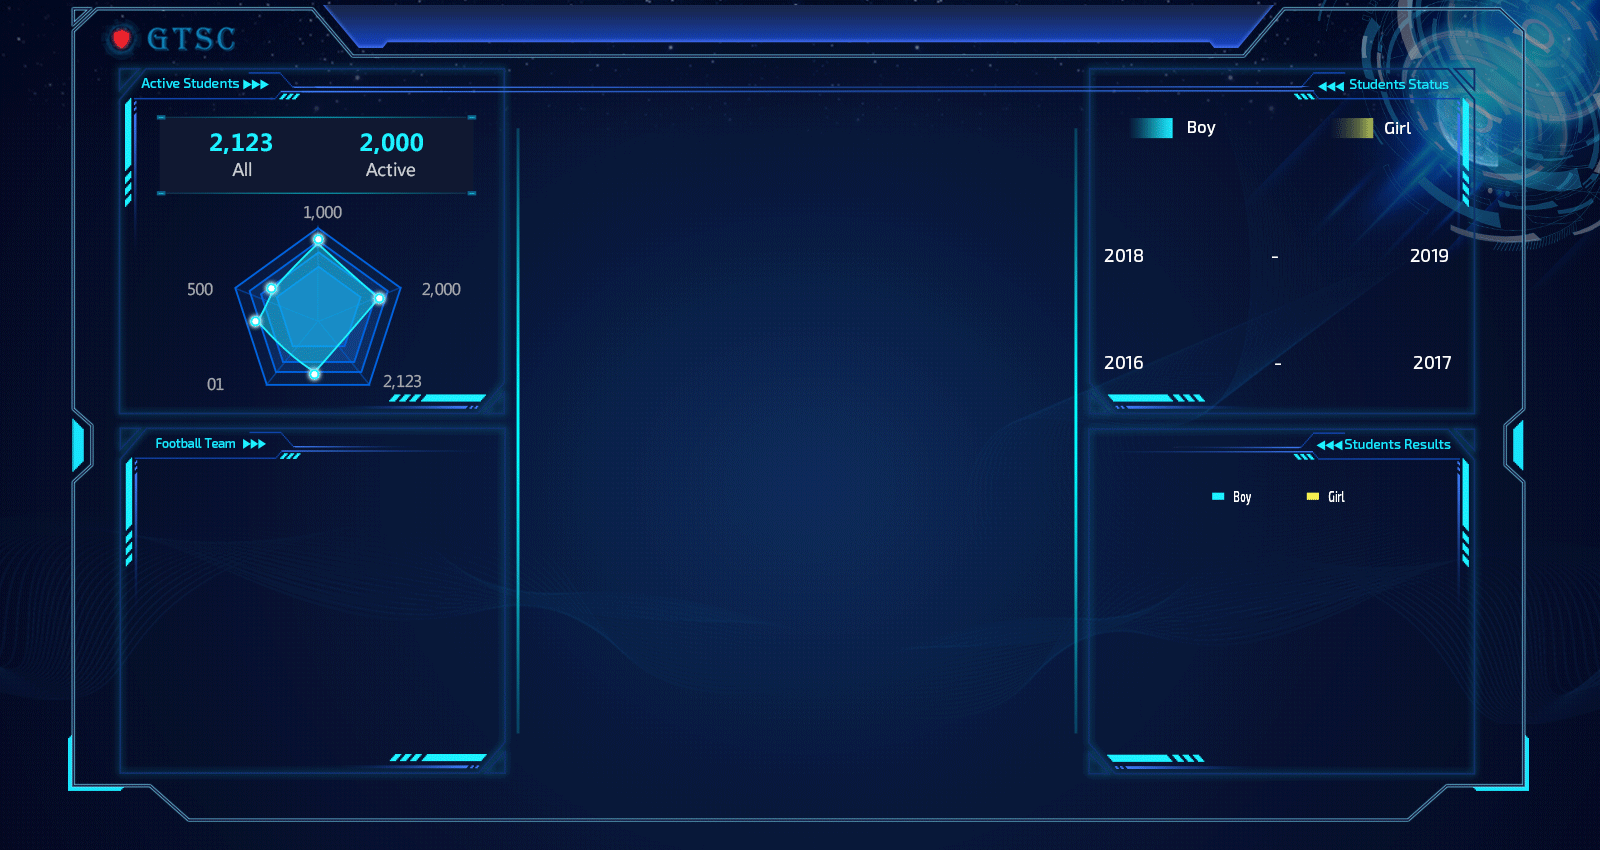 GTSC
Active Students
2,123 2,000
All Active
1,000
500 2,000
01 2,123
Football Team
Students Status
Boy Girl
2018 - 2019
2016 - 2017
Students Results
Boy Girl